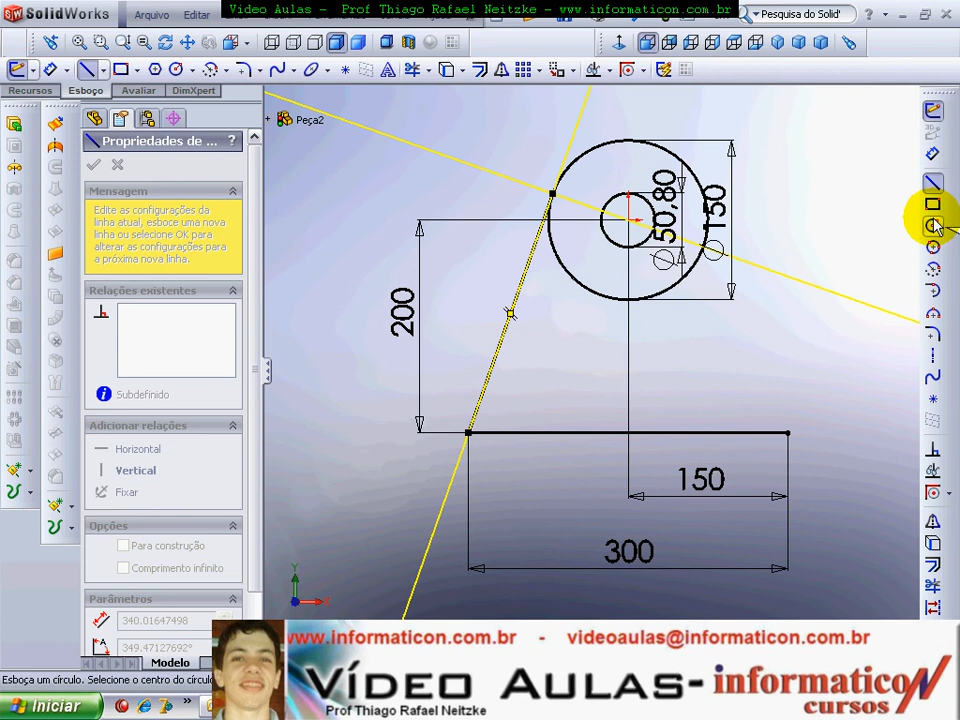 Video Aulas - Prof Thiago Rafael Neitzke - www.informaticon.com.br
SolidWorks
Arquivo
Editar
Pesquisa do Solid'
Recursos
Esboço
Avaliar
DimXpert
Propriedades de ...
?
Mensagem
Edite as configurações da
linha atual, esboce uma nova
linha ou selecione OK para
alterar as configurações para
a próxima nova linha.
Relações existentes
Subdefinido
Adicionar relações
Horizontal
Vertical
Fixar
Opções
Para construção
Comprimento infinito
Parâmetros
340.01647498
349.47127692°
Modelo
Esboça um círculo. Selecione o centro do círculo
Iniciar
Peça2
Ø50,80
Ø150
200
150
300
Y
www.informaticon.com.br - videoaulas@informaticon.com.br
Vídeo Aulas- informaticon
cursos
Prof Thiago Rafael Neitzke